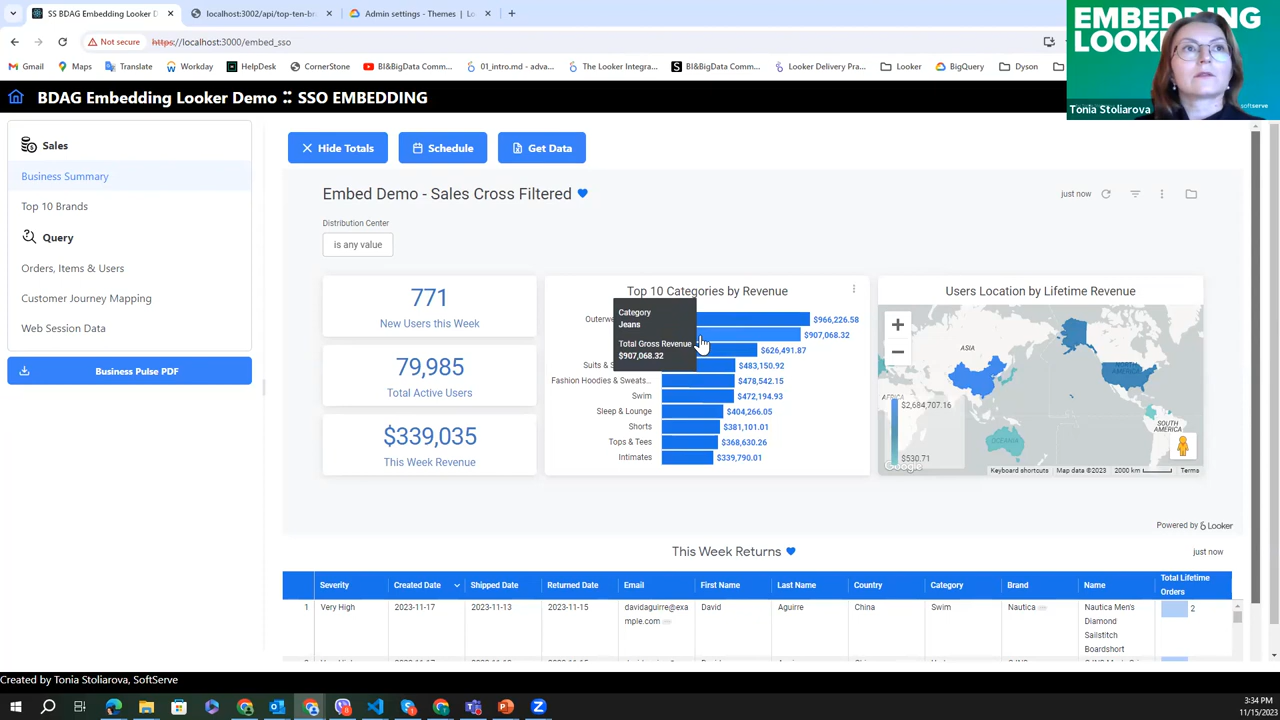 SS BDAG Embedding Looker D
localhost:3002/api/top-ten-br
Admin settings - Themes | Lo
Not secure
https://localhost:3000/embed_sso
Gmail
Maps
Translate
Workday
HelpDesk
CornerStone
BI&BigData Comm...
01_intro.md - adva...
The Looker Integra...
BI&BigData Comm...
Looker Delivery Pra...
Looker
BigQuery
Dyson
EMBEDDING
LOOK
Tonia Stoliarova
softserve
BDAG Embedding Looker Demo :: SSO EMBEDDING
Sales
Business Summary
Top 10 Brands
Query
Orders, Items & Users
Customer Journey Mapping
Web Session Data
Business Pulse PDF
Hide Totals
Schedule
Get Data
Embed Demo - Sales Cross Filtered
just now
Distribution Center
is any value
771
New Users this Week
79,985
Total Active Users
$339,035
This Week Revenue
Top 10 Categories by Revenue
Category
Jeans
Total Gross Revenue
$907,068.32
Outerwe
$966,226.58
$907,068.32
$626,491.87
Suits & S
$483,150.92
Fashion Hoodies & Sweats...
$478,542.15
Swim
$472,194.93
Sleep & Lounge
$404,266.05
Shorts
$381,101.01
Tops & Tees
$368,630.26
Intimates
$339,790.01
Users Location by Lifetime Revenue
ASIA
NORTH
AMERICA
AFRICA
$2,684,707.16
SOUTH
AMERICA
OCEANIA
$530.71
Google
Keyboard shortcuts
Map data ©2023
2000 km
Terms
Powered by Looker
This Week Returns
just now
Severity
Created Date
Shipped Date
Returned Date
Email
First Name
Last Name
Country
Category
Brand
Name
Total Lifetime
Orders
1
Very High
2023-11-17
2023-11-13
2023-11-15
davidaguirre@exa
mple.com
David
Aguirre
China
Swim
Nautica
Nautica Men's
Diamond
Sailstitch
Boardshort
2
Created by Tonia Stoliarova, SoftServe
3:34 PM
11/15/2023